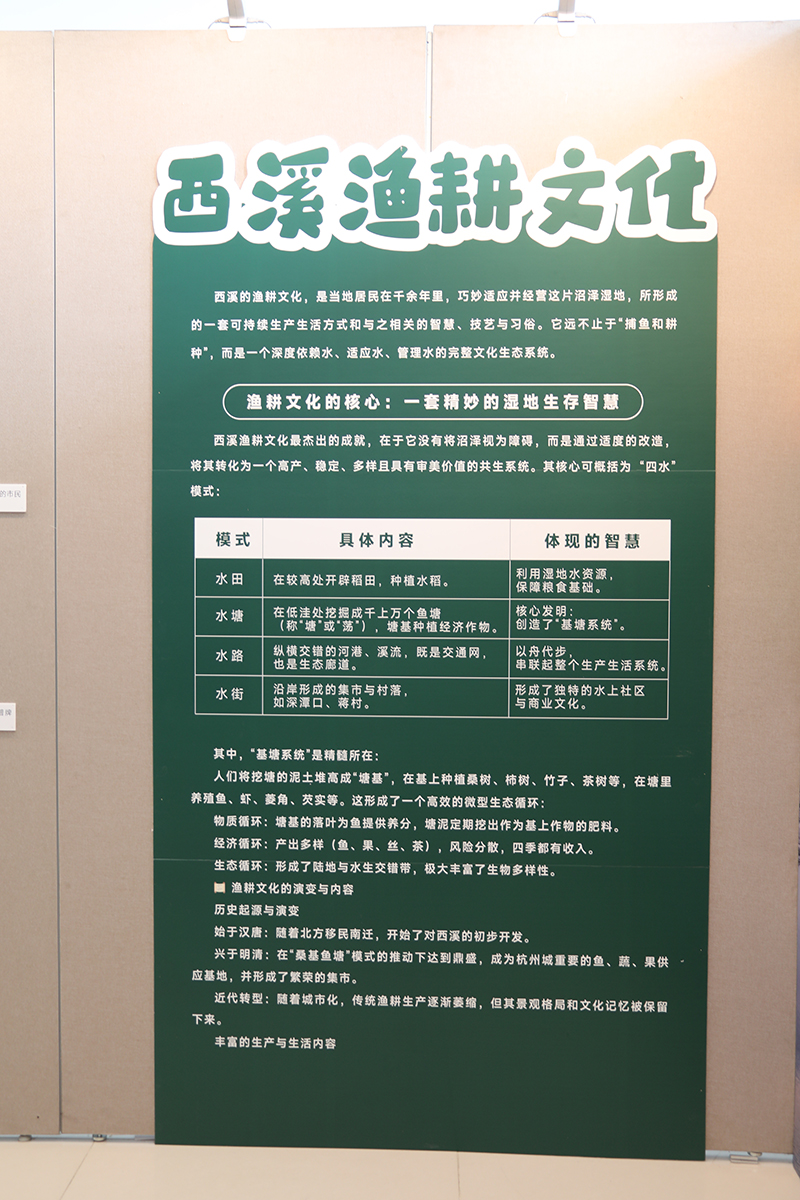 西溪渔耕文化
西溪的渔耕文化，是当地居民在千余年里，巧妙适应并经营这片沼泽湿地，所形成
的一套可持续生产生活方式和与之相关的智慧、技艺与习俗。它远不止于“捕鱼和耕
种”，而是一个深度依赖水、适应水、管理水的完整文化生态系统。
渔耕文化的核心：一套精妙的湿地生存智慧
西溪渔耕文化最杰出的成就，在于它没有将沼泽视为障碍，而是通过适度的改造，
将其转化为一个高产、稳定、多样且具有审美价值的共生系统。其核心可概括为“四水”
模式：
模式 具体内容 体现的智慧
水田 在较高处开辟稻田，种植水稻。 利用湿地水资源，
保障粮食基础。
水塘 在低洼处挖掘成千上万个鱼塘 核心发明：
（称“塘”或“荡”），塘基种植经济作物。 创造了“基塘系统”。
水路 纵横交错的河港、溪流，既是交通网， 以舟代步，
也是生态廊道。 串联起整个生产生活系统。
水街 沿岸形成的集市与村落， 形成了独特的水上社区
如深潭口、蒋村。 与商业文化。
其中，“基塘系统”是精髓所在：
人们将挖塘的泥土堆高成“塘基”，在基上种植桑树、柿树、竹子、茶树等，在塘里
养殖鱼、虾、菱角、芡实等。这形成了一个高效的微型生态循环：
物质循环：塘基的落叶为鱼提供养分，塘泥定期挖出作为基上作物的肥料。
经济循环：产出多样（鱼、果、丝、茶），风险分散，四季都有收入。
生态循环：形成了陆地与水生交错带，极大丰富了生物多样性。
渔耕文化的演变与内容
历史起源与演变
始于汉唐：随着北方移民南迁，开始了对西溪的初步开发。
兴于明清：在“桑基鱼塘”模式的推动下达到鼎盛，成为杭州城重要的鱼、蔬、果供
应基地，并形成了繁荣的集市。
近代转型：随着城市化，传统渔耕生产逐渐萎缩，但其景观格局和文化记忆被保留
下来。
丰富的生产与生活内容
的市民